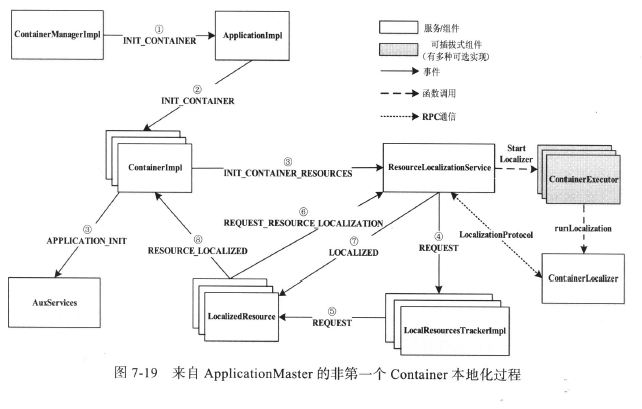 ContainerManagerImpl
①
INIT_CONTAINER
ApplicationImpl
服务/组件
可插拔式组件
（有多种可选实现）
事件
函数调用
RPC通信
②
INIT_CONTAINER
ContainerImpl
③
INIT_CONTAINER_RESOURCES
ResourceLocalizationService
Start
Localizer
ContainerExecutor
③
APPLICATION_INIT
⑧
RESOURCE_LOCALIZED
⑥
REQUEST_RESOURCE_LOCALIZATION
⑦
LOCALIZED
④
REQUEST
LocalizationProtocol
runLocalization
ContainerLocalizer
AuxServices
LocalizedResource
⑤
REQUEST
LocalResourcesTrackerImpl
图 7-19 来自 ApplicationMaster 的非第一个 Container 本地化过程